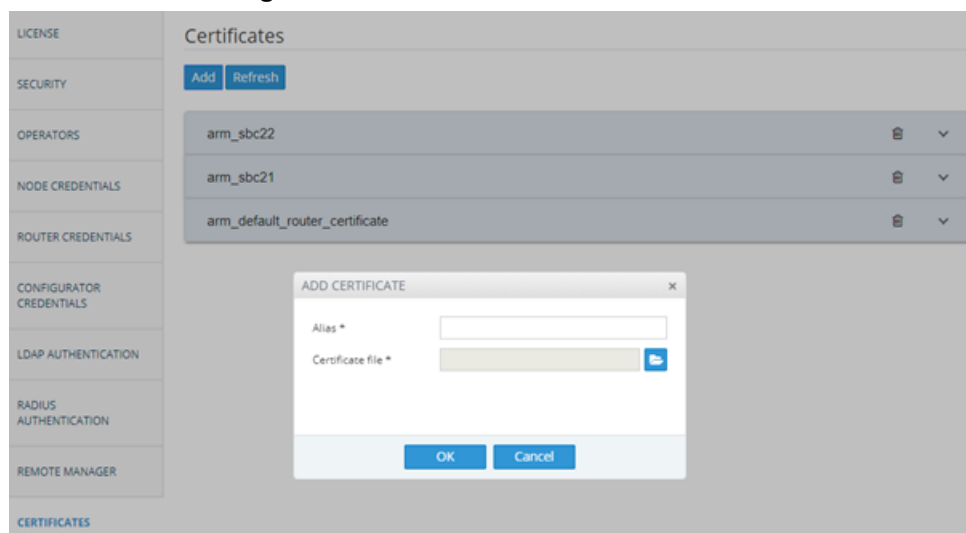 LICENSE
SECURITY
OPERATORS
NODE CREDENTIALS
ROUTER CREDENTIALS
CONFIGURATOR
CREDENTIALS
LDAP AUTHENTICATION
RADIUS
AUTHENTICATION
REMOTE MANAGER
CERTIFICATES
Certificates
Add Refresh
arm_sbc22
arm_sbc21
arm_default_router_certificate
ADD CERTIFICATE ×
Alias *
Certificate file *
OK Cancel